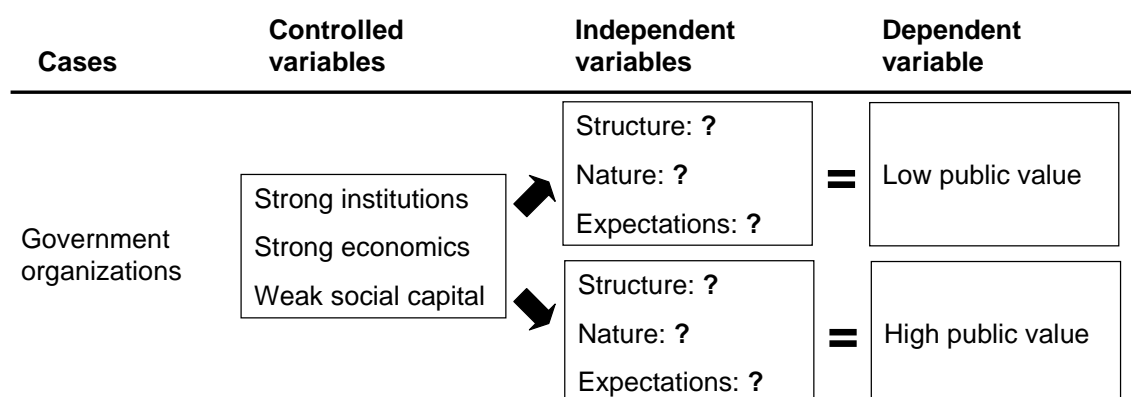 Cases
Controlled
variables
Independent
variables
Dependent
variable
Government
organizations
Strong institutions
Strong economics
Weak social capital
Structure: ?
Nature: ?
Expectations: ?
=
Low public value
Structure: ?
Nature: ?
Expectations: ?
=
High public value